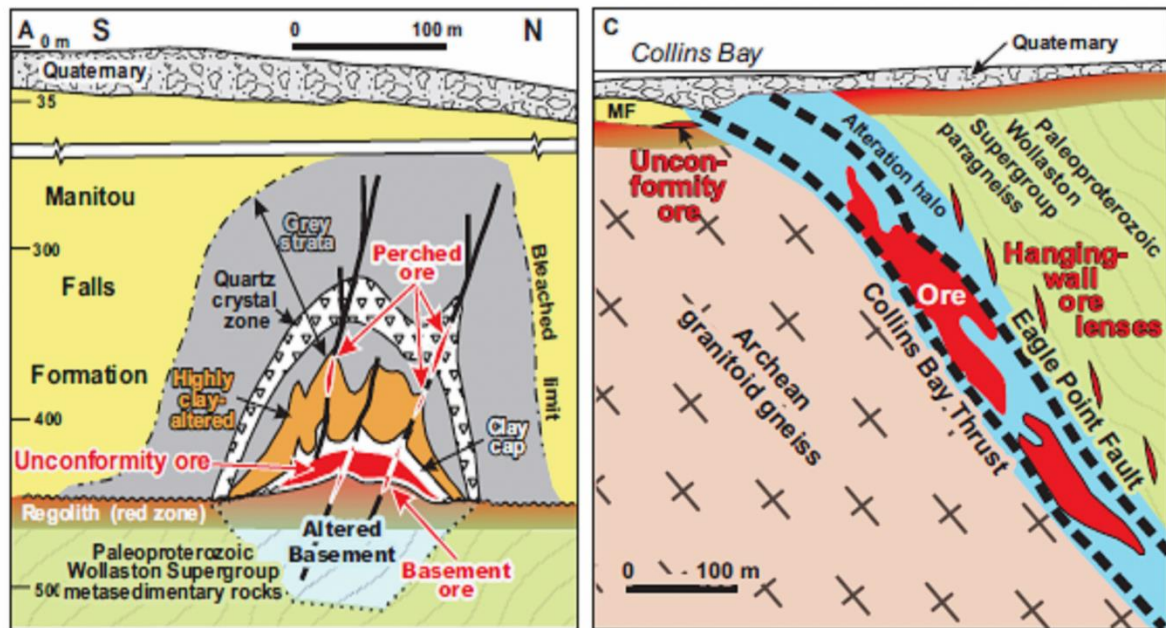 A
S
0
100 m
N
0 m
Quaternary
35
Manitou
300
Falls
Formation
400
500
Grey
strata
Quartz
crystal
zone
Perched
ore
Bleached
limit
Highly
clay-
altered
Clay
cap
Unconformity ore
Regolith (red zone)
Altered
Basement
Paleoproterozoic
Wollaston Supergroup
metasedimentary rocks
Basement
ore
C
Collins Bay
Quaternary
MF
Uncon-
formity
ore
Alteration halo
Paleoproterozoic
Wollaston
Supergroup
paragneiss
Hanging-
wall
ore
lenses
Ore
Eagle Point Fault
Collins Bay Thrust
Archean
granitoid gneiss
0
100 m